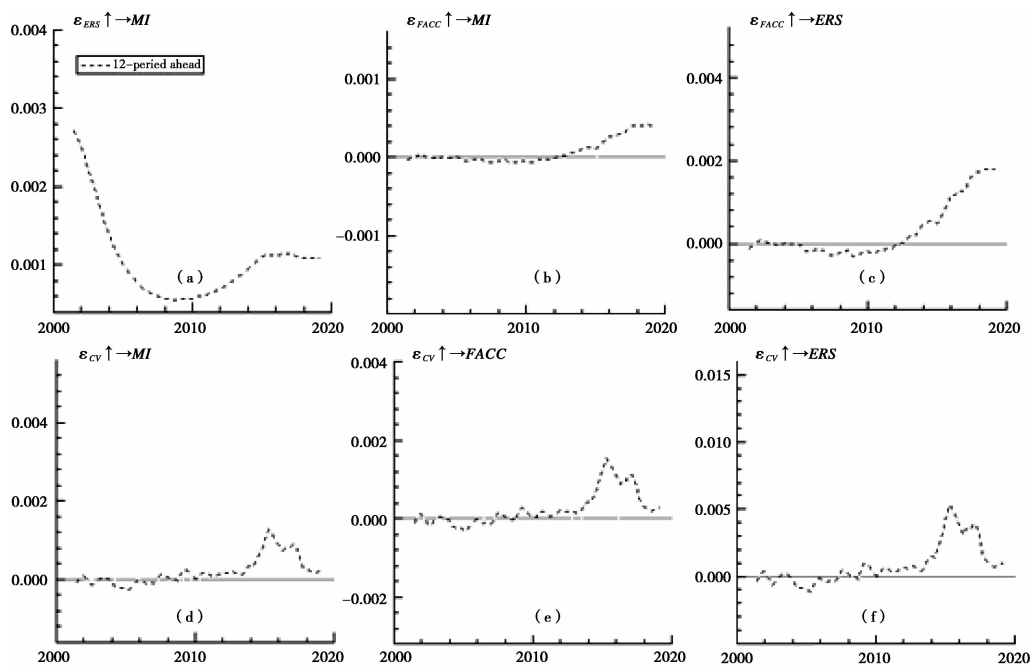 ε_ERS↑→MI
0.004
12-peried ahead
0.003
0.002
0.001
(a)
2000 2010 2020
ε_FACC↑→MI
0.001
0.000
−0.001
(b)
2000 2010 2020
ε_FACC↑→ERS
0.004
0.002
0.000
(c)
2000 2010 2020
ε_CV↑→MI
0.004
0.002
0.000
(d)
2000 2010 2020
ε_CV↑→FACC
0.004
0.002
0.000
−0.002
(e)
2000 2010 2020
ε_CV↑→ERS
0.015
0.010
0.005
0.000
(f)
2000 2010 2020